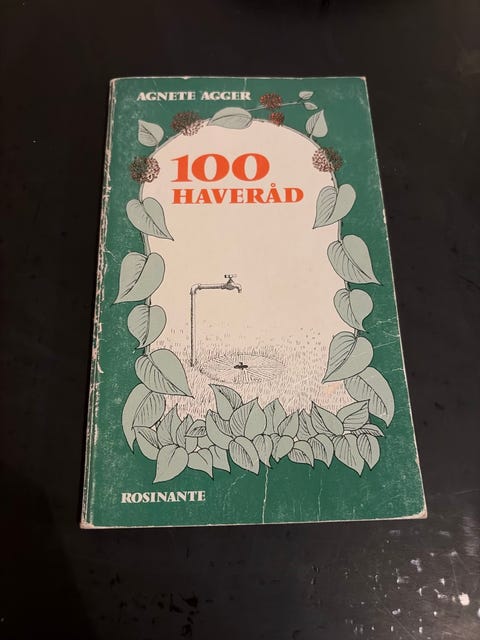 AGNETE AGGER
100
HAVERÅD
ROSINANTE